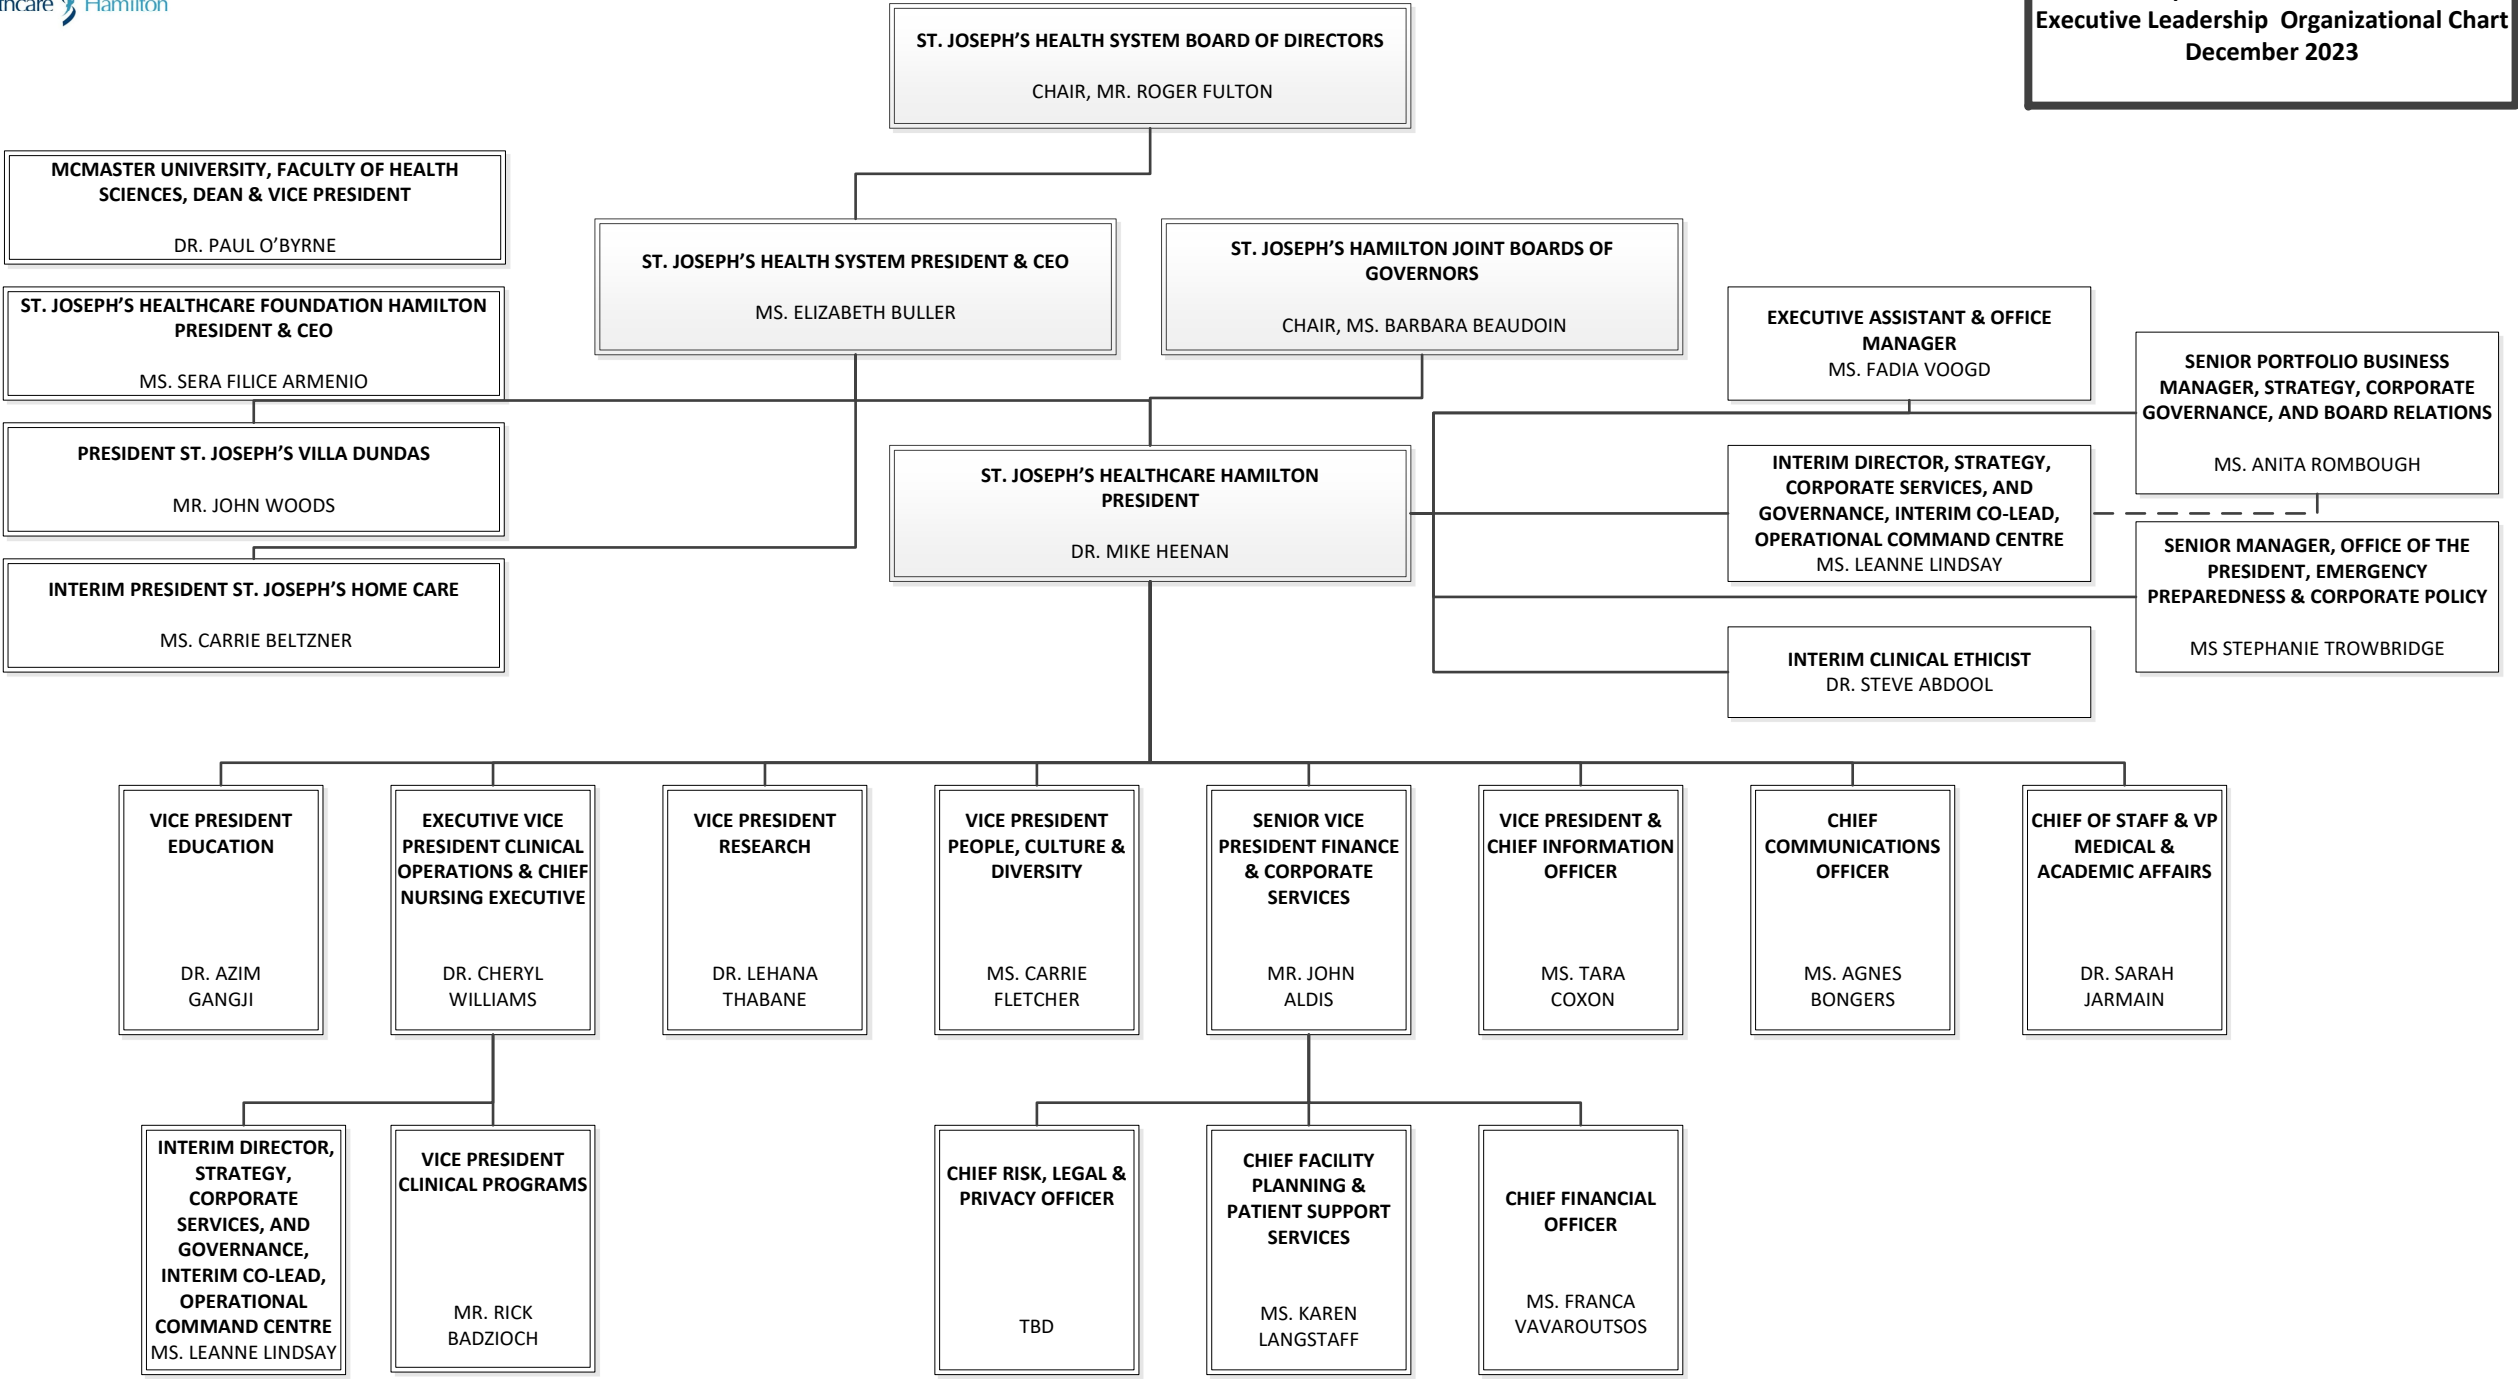 Hamilton
Executive Leadership Organizational Chart
December 2023
ST. JOSEPH’S HEALTH SYSTEM BOARD OF DIRECTORS
CHAIR, MR. ROGER FULTON
MCMASTER UNIVERSITY, FACULTY OF HEALTH
SCIENCES, DEAN & VICE PRESIDENT
DR. PAUL O’BYRNE
ST. JOSEPH’S HEALTH SYSTEM PRESIDENT & CEO
MS. ELIZABETH BULLER
ST. JOSEPH’S HAMILTON JOINT BOARDS OF
GOVERNORS
CHAIR, MS. BARBARA BEAUDOIN
ST. JOSEPH’S HEALTHCARE FOUNDATION HAMILTON
PRESIDENT & CEO
MS. SERA FILICE ARMENIO
EXECUTIVE ASSISTANT & OFFICE
MANAGER
MS. FADIA VOOGD
SENIOR PORTFOLIO BUSINESS
MANAGER, STRATEGY, CORPORATE
GOVERNANCE, AND BOARD RELATIONS
MS. ANITA ROMBOUGH
PRESIDENT ST. JOSEPH’S VILLA DUNDAS
MR. JOHN WOODS
ST. JOSEPH’S HEALTHCARE HAMILTON
PRESIDENT
DR. MIKE HEENAN
INTERIM DIRECTOR, STRATEGY,
CORPORATE SERVICES, AND
GOVERNANCE, INTERIM CO-LEAD,
OPERATIONAL COMMAND CENTRE
MS. LEANNE LINDSAY
SENIOR MANAGER, OFFICE OF THE
PRESIDENT, EMERGENCY
PREPAREDNESS & CORPORATE POLICY
MS STEPHANIE TROWBRIDGE
INTERIM PRESIDENT ST. JOSEPH’S HOME CARE
MS. CARRIE BELTZNER
INTERIM CLINICAL ETHICIST
DR. STEVE ABDOOL
VICE PRESIDENT
EDUCATION
DR. AZIM
GANGJI
EXECUTIVE VICE
PRESIDENT CLINICAL
OPERATIONS & CHIEF
NURSING EXECUTIVE
DR. CHERYL
WILLIAMS
VICE PRESIDENT
RESEARCH
DR. LEHANA
THABANE
VICE PRESIDENT
PEOPLE, CULTURE &
DIVERSITY
MS. CARRIE
FLETCHER
SENIOR VICE
PRESIDENT FINANCE
& CORPORATE
SERVICES
MR. JOHN
ALDIS
VICE PRESIDENT &
CHIEF INFORMATION
OFFICER
MS. TARA
COXON
CHIEF
COMMUNICATIONS
OFFICER
MS. AGNES
BONGERS
CHIEF OF STAFF & VP
MEDICAL &
ACADEMIC AFFAIRS
DR. SARAH
JARMAIN
INTERIM DIRECTOR,
STRATEGY,
CORPORATE
SERVICES, AND
GOVERNANCE,
INTERIM CO-LEAD,
OPERATIONAL
COMMAND CENTRE
MS. LEANNE LINDSAY
VICE PRESIDENT
CLINICAL PROGRAMS
MR. RICK
BADZIOCH
CHIEF RISK, LEGAL &
PRIVACY OFFICER
TBD
CHIEF FACILITY
PLANNING &
PATIENT SUPPORT
SERVICES
MS. KAREN
LANGSTAFF
CHIEF FINANCIAL
OFFICER
MS. FRANCA
VAVAROUTSOS